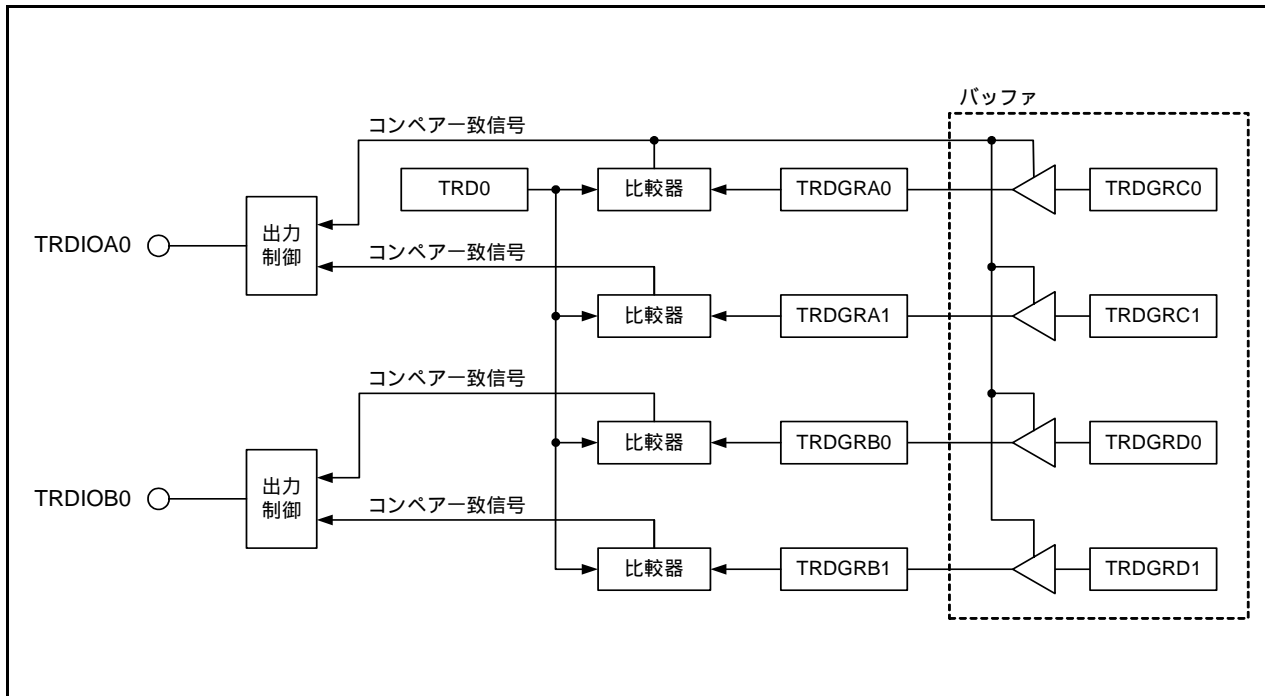 バッファ
コンペア一致信号
TRD0
比較器
TRDGRA0
TRDGRC0
TRDIOA0
出力
制御
コンペア一致信号
比較器
TRDGRA1
TRDGRC1
コンペア一致信号
比較器
TRDGRB0
TRDGRD0
TRDIOB0
出力
制御
コンペア一致信号
比較器
TRDGRB1
TRDGRD1